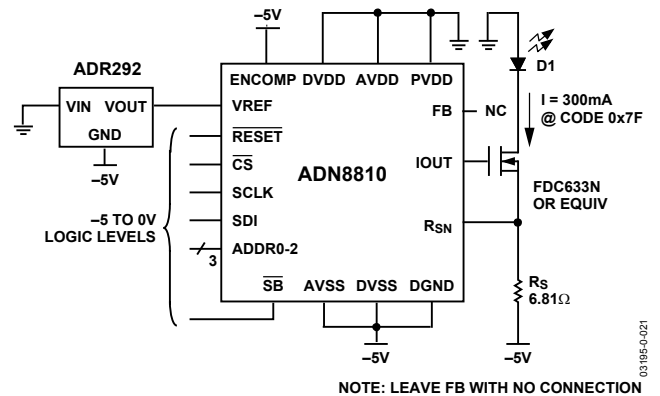 –5V
ADR292
VIN VOUT
GND
–5V
ENCOMP DVDD AVDD PVDD
VREF
RESET
CS
SCLK
SDI
ADDR0-2
3
SB AVSS DVSS DGND
ADN8810
FB
IOUT
RSN
–5 TO 0V
LOGIC LEVELS
–5V
NC
D1
I = 300mA
@ CODE 0x7F
FDC633N
OR EQUIV
RS
6.81Ω
–5V
NOTE: LEAVE FB WITH NO CONNECTION
03195-0-021